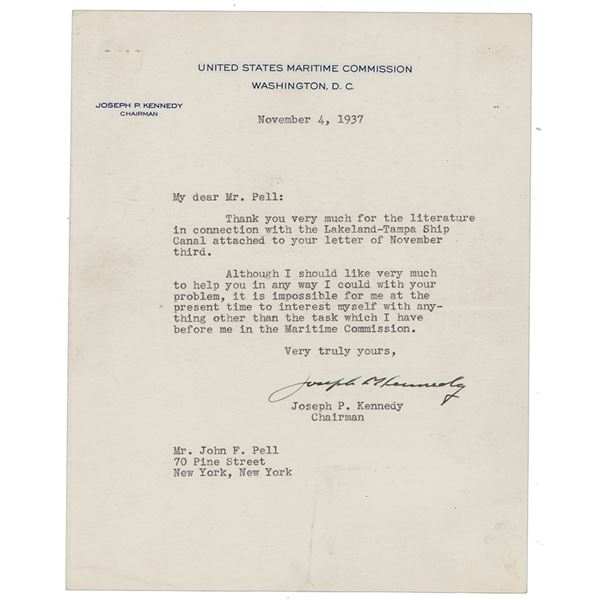 UNITED STATES MARITIME COMMISSION
WASHINGTON, D. C.
JOSEPH P. KENNEDY
CHAIRMAN
November 4, 1937
My dear Mr. Pell:
Thank you very much for the literature
in connection with the Lakeland-Tampa Ship
Canal attached to your letter of November
third.
Although I should like very much
to help you in any way I could with your
problem, it is impossible for me at the
present time to interest myself with any-
thing other than the task which I have
before me in the Maritime Commission.
Very truly yours,
Joseph P Kennedy
Joseph P. Kennedy
Chairman
Mr. John F. Pell
70 Pine Street
New York, New York